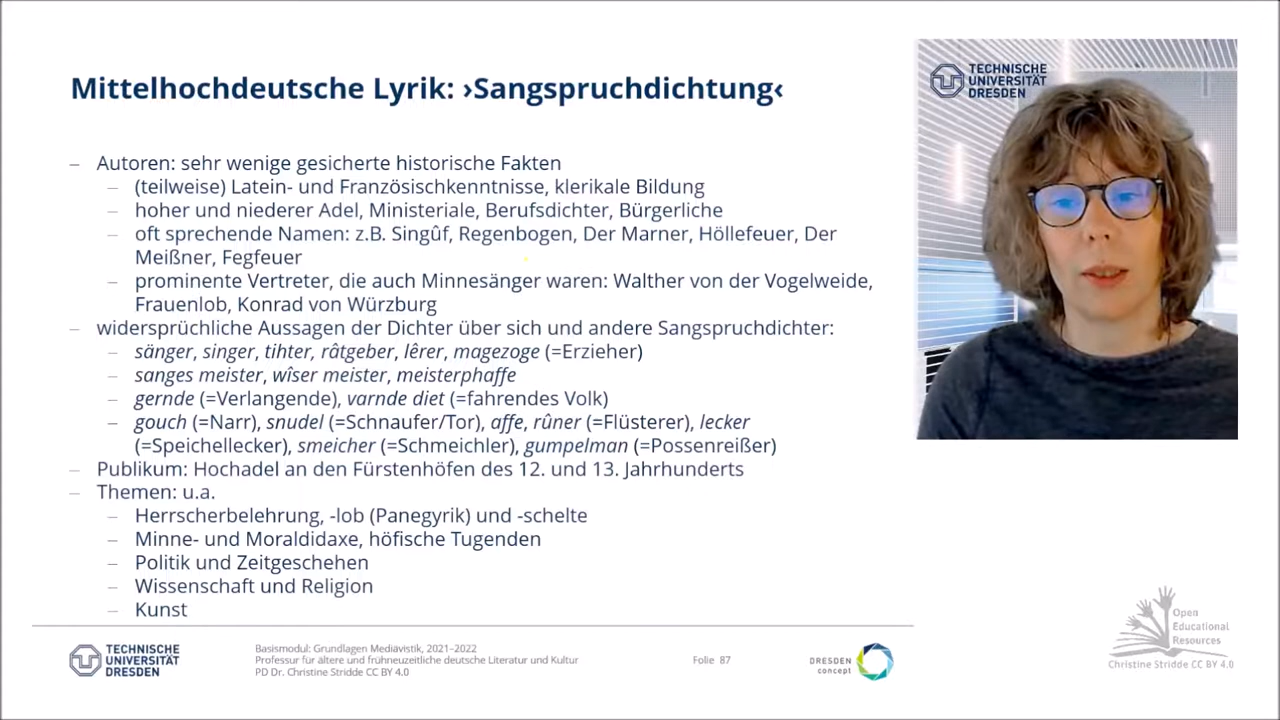 Mittelhochdeutsche Lyrik: ›Sangspruchdichtung‹
– Autoren: sehr wenige gesicherte historische Fakten
– (teilweise) Latein- und Französischkenntnisse, klerikale Bildung
– hoher und niederer Adel, Ministeriale, Berufsdichter, Bürgerliche
– oft sprechende Namen: z.B. Singûf, Regenbogen, Der Marner, Höllefeuer, Der
Meißner, Fegfeuer
– prominente Vertreter, die auch Minnesänger waren: Walther von der Vogelweide,
Frauenlob, Konrad von Würzburg
– widersprüchliche Aussagen der Dichter über sich und andere Sangspruchdichter:
– sänger, singer, tihter, râtgeber, lêrer, magezoge (=Erzieher)
– sanges meister, wîser meister, meisterphaffe
– gernde (=Verlangende), varnde diet (=fahrendes Volk)
– gouch (=Narr), snudel (=Schnaufer/Tor), affe, rûner (=Flüsterer), lecker
(=Speichellecker), smeicher (=Schmeichler), gumpelman (=Possenreißer)
– Publikum: Hochadel an den Fürstenhöfen des 12. und 13. Jahrhunderts
– Themen: u.a.
– Herrscherbelehrung, -lob (Panegyrik) und -schelte
– Minne- und Moraldidaxe, höfische Tugenden
– Politik und Zeitgeschehen
– Wissenschaft und Religion
– Kunst
TECHNISCHE
UNIVERSITÄT
DRESDEN
Basismodul: Grundlagen Mediävistik, 2021–2022
Professur für ältere und frühneuzeitliche deutsche Literatur und Kultur
PD Dr. Christine Stridde CC BY 4.0
Folie 87
DRESDEN
concept
TECHNISCHE
UNIVERSITÄT
DRESDEN
Open
Educational
Resources
Christine Stridde CC BY 4.0